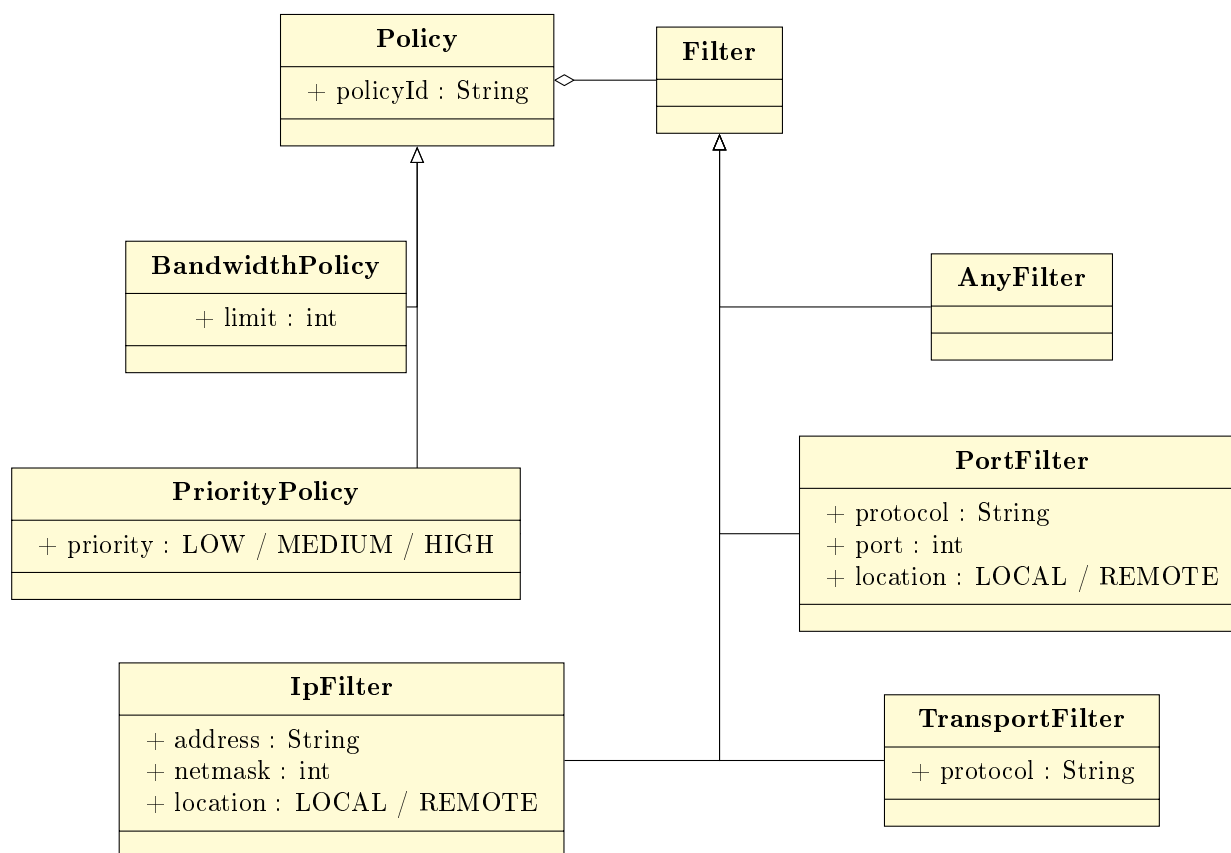 Policy
+ policyId : String
Filter
BandwidthPolicy
+ limit : int
AnyFilter
PriorityPolicy
+ priority : LOW / MEDIUM / HIGH
PortFilter
+ protocol : String
+ port : int
+ location : LOCAL / REMOTE
IpFilter
+ address : String
+ netmask : int
+ location : LOCAL / REMOTE
TransportFilter
+ protocol : String